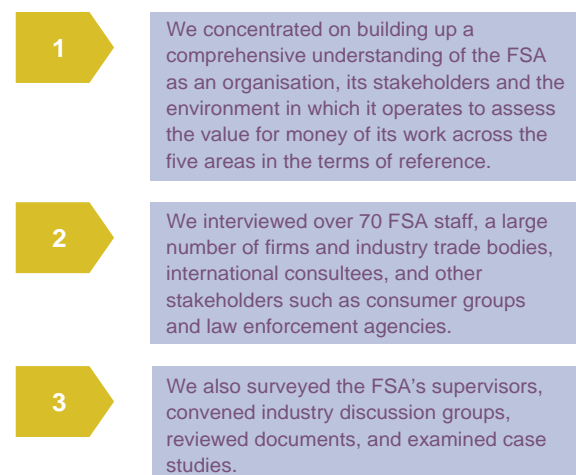 1
We concentrated on building up a
comprehensive understanding of the FSA
as an organisation, its stakeholders and the
environment in which it operates to assess
the value for money of its work across the
five areas in the terms of reference.
2
We interviewed over 70 FSA staff, a large
number of firms and industry trade bodies,
international consultees, and other
stakeholders such as consumer groups
and law enforcement agencies.
3
We also surveyed the FSA’s supervisors,
convened industry discussion groups,
reviewed documents, and examined case
studies.